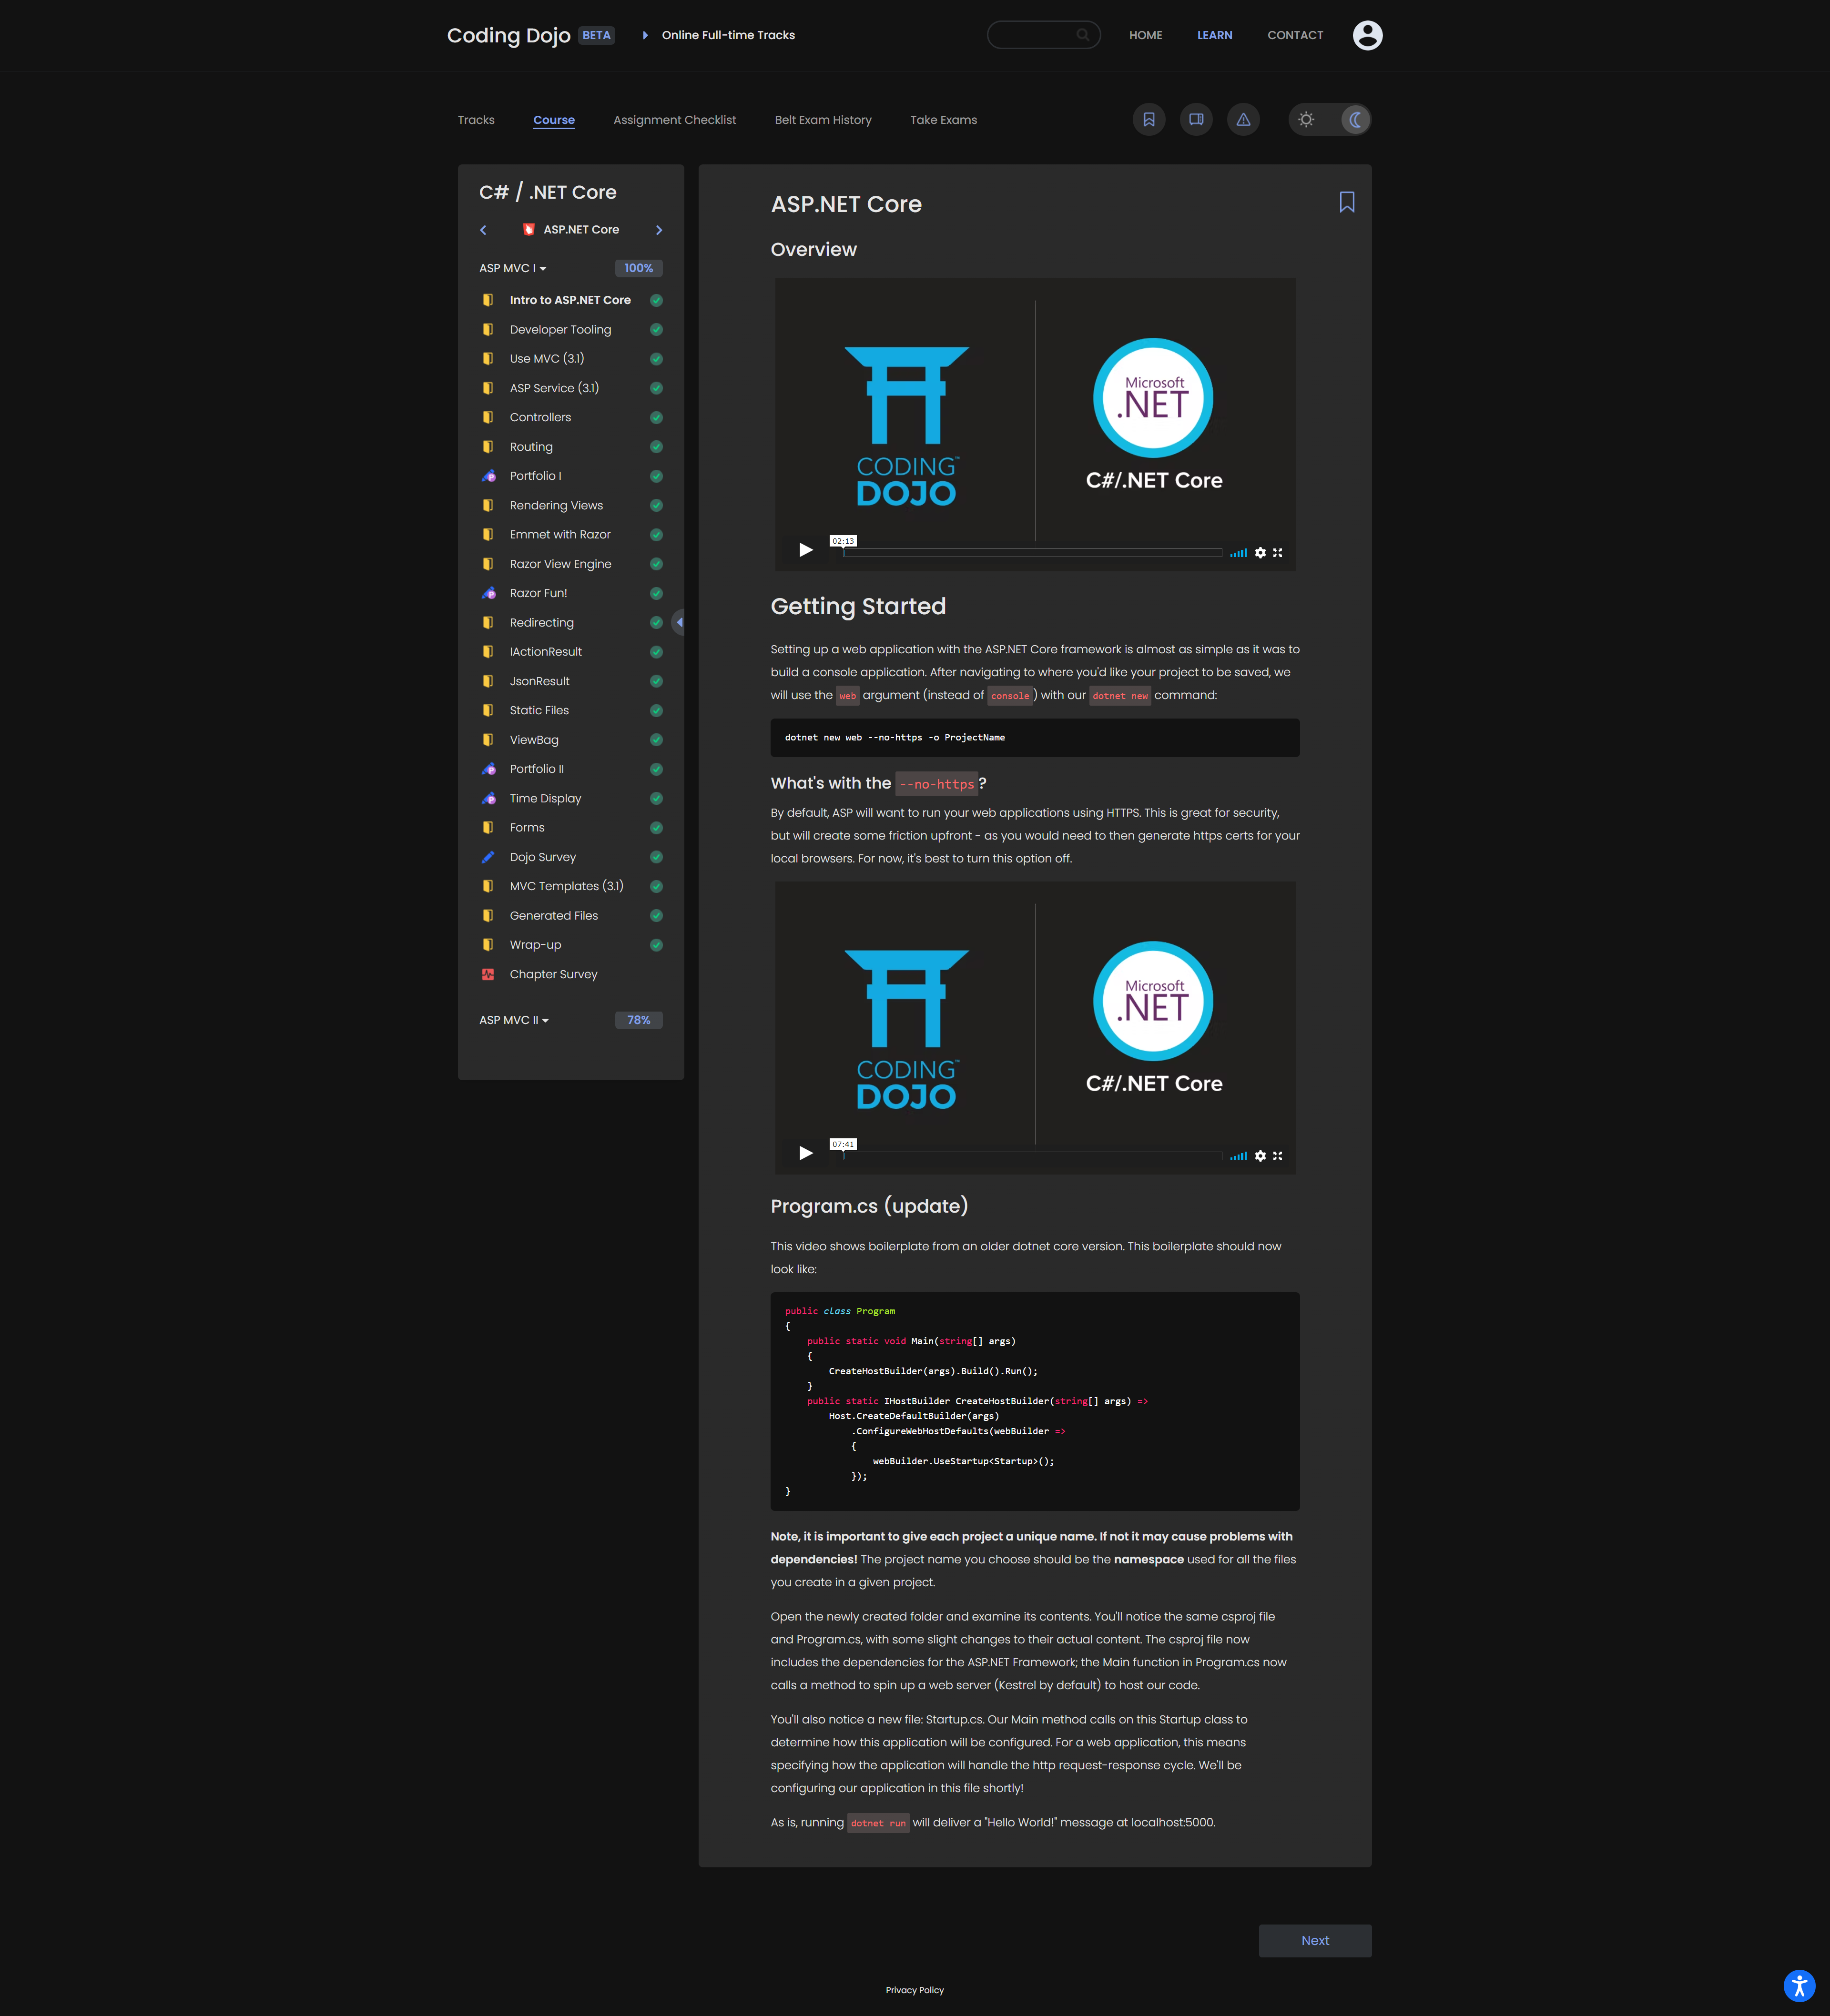 Coding Dojo BETA
Online Full-time Tracks
HOME
LEARN
CONTACT
Tracks
Course
Assignment Checklist
Belt Exam History
Take Exams
C# / .NET Core
ASP.NET Core
ASP MVC I
100%
Intro to ASP.NET Core
Developer Tooling
Use MVC (3.1)
ASP Service (3.1)
Controllers
Routing
Portfolio I
Rendering Views
Emmet with Razor
Razor View Engine
Razor Fun!
Redirecting
IActionResult
JsonResult
Static Files
ViewBag
Portfolio II
Time Display
Forms
Dojo Survey
MVC Templates (3.1)
Generated Files
Wrap-up
Chapter Survey
ASP MVC II
78%
ASP.NET Core
Overview
CODING™
DOJO
Microsoft
.NET
C#/.NET Core
02:13
Getting Started
Setting up a web application with the ASP.NET Core framework is almost as simple as it was to
build a console application. After navigating to where you'd like your project to be saved, we
will use the web argument (instead of console) with our dotnet new command:
dotnet new web --no-https -o ProjectName
What's with the --no-https?
By default, ASP will want to run your web applications using HTTPS. This is great for security,
but will create some friction upfront - as you would need to then generate https certs for your
local browsers. For now, it's best to turn this option off.
CODING™
DOJO
Microsoft
.NET
C#/.NET Core
07:41
Program.cs (update)
This video shows boilerplate from an older dotnet core version. This boilerplate should now
look like:
public class Program
{
    public static void Main(string[] args)
    {
        CreateHostBuilder(args).Build().Run();
    }
    public static IHostBuilder CreateHostBuilder(string[] args) =>
        Host.CreateDefaultBuilder(args)
            .ConfigureWebHostDefaults(webBuilder =>
            {
                webBuilder.UseStartup<Startup>();
            });
}
Note, it is important to give each project a unique name. If not it may cause problems with
dependencies! The project name you choose should be the namespace used for all the files
you create in a given project.
Open the newly created folder and examine its contents. You'll notice the same csproj file
and Program.cs, with some slight changes to their actual content. The csproj file now
includes the dependencies for the ASP.NET Framework; the Main function in Program.cs now
calls a method to spin up a web server (Kestrel by default) to host our code.
You'll also notice a new file: Startup.cs. Our Main method calls on this Startup class to
determine how this application will be configured. For a web application, this means
specifying how the application will handle the http request-response cycle. We'll be
configuring our application in this file shortly!
As is, running dotnet run will deliver a "Hello World!" message at localhost:5000.
Next
Privacy Policy